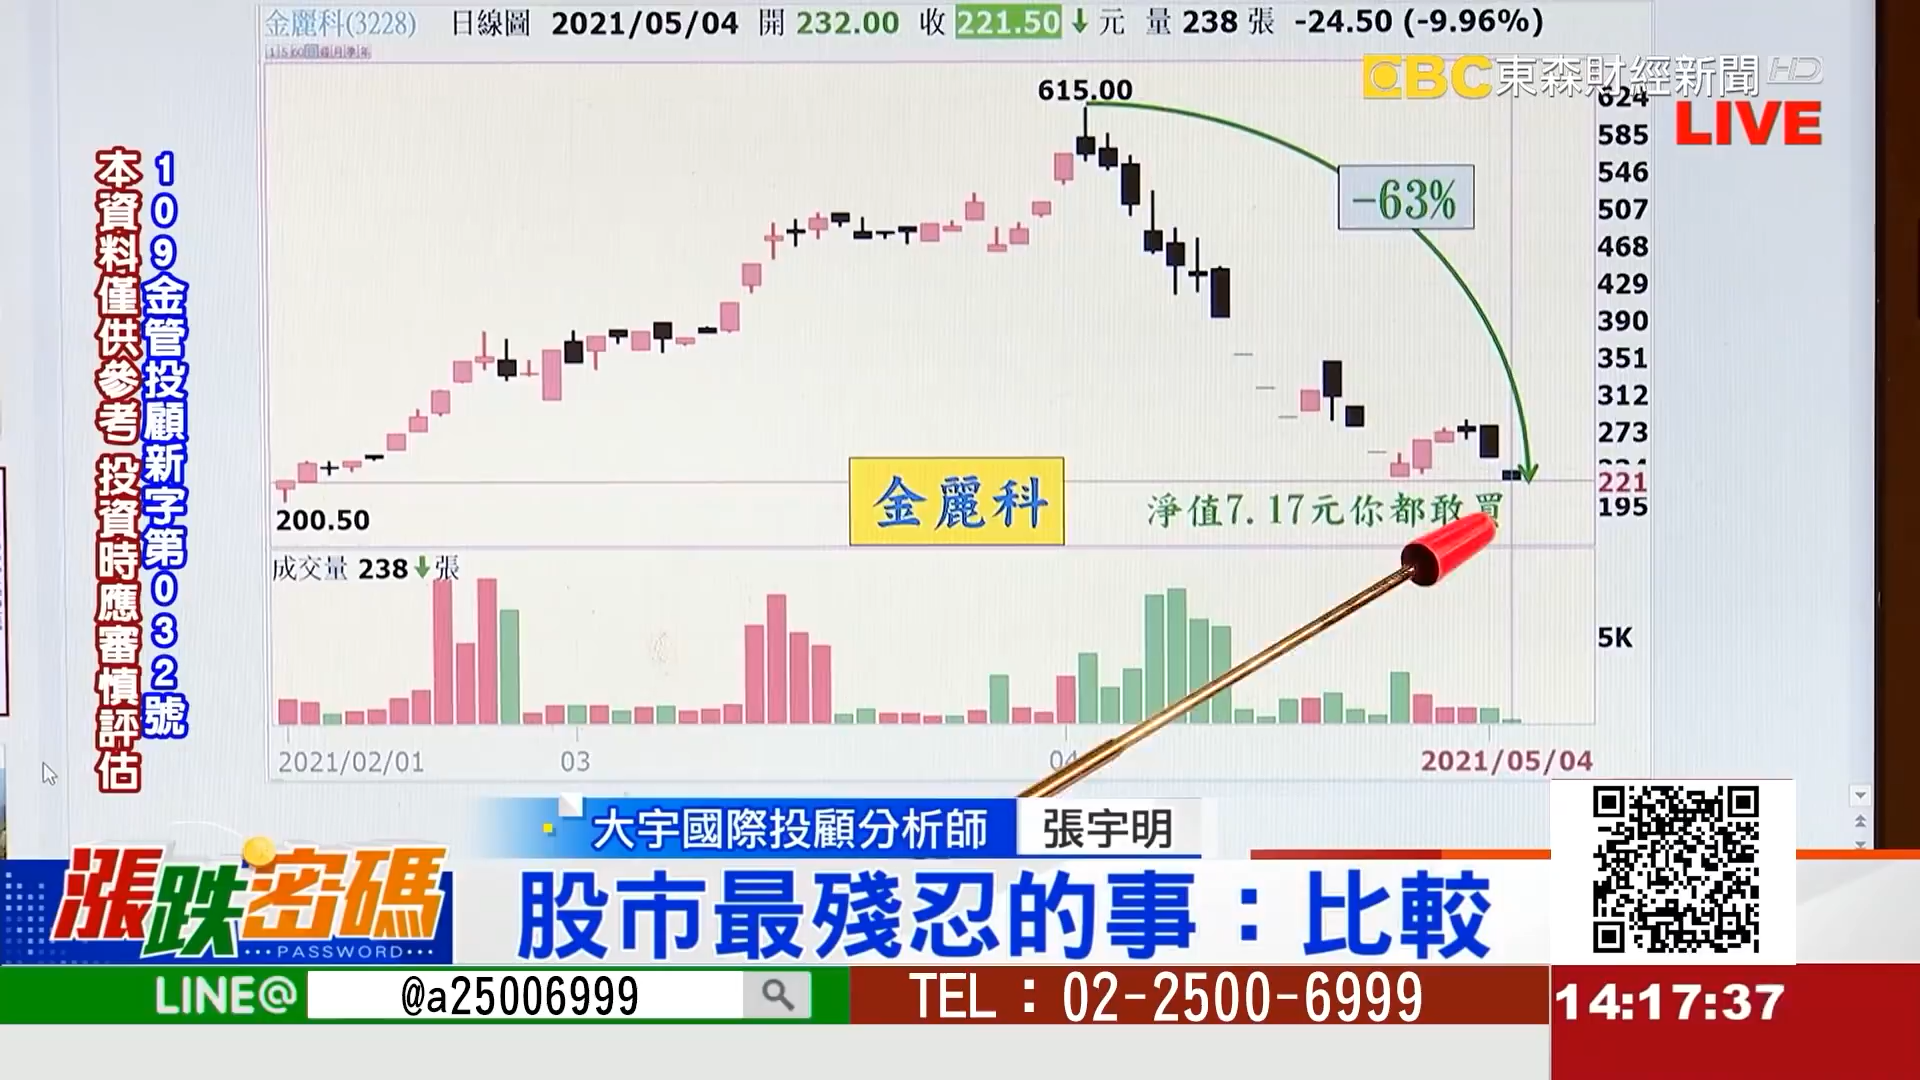 金麗科(3228) 日線圖 2021/05/04 開 232.00 收 221.50↓元 量 238 張 -24.50 (-9.96%)
EBC東森財經新聞HD
LIVE
615.00
-63%
624
585
546
507
468
429
390
351
312
273
221
195
200.50
金麗科
淨值7.17元你都敢買
成交量 238↓張
5K
2021/02/01
03
04
2021/05/04
109金管投顧新字第032號
本資料僅供參考 投資時應審慎評估
大宇國際投顧分析師 張宇明
漲跌密碼
PASSWORD
股市最殘忍的事：比較
LINE@ @a25006999
TEL：02-2500-6999
14:17:37